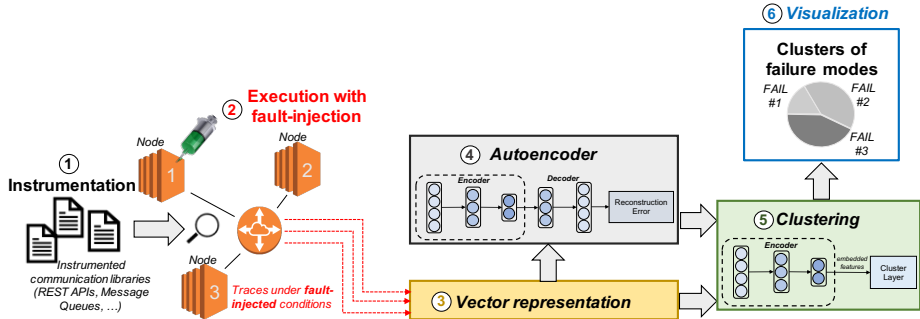 ① Instrumentation
Instrumented
communication libraries
(REST APIs, Message
Queues, …)
② Execution with
fault-injection
Node
1
Node
2
Node
3
Traces under fault-
injected conditions
③ Vector representation
④ Autoencoder
Encoder
Decoder
Reconstruction
Error
⑤ Clustering
Encoder
embedded
features
Cluster
Layer
⑥ Visualization
Clusters of
failure modes
FAIL
#1
FAIL
#2
FAIL
#3